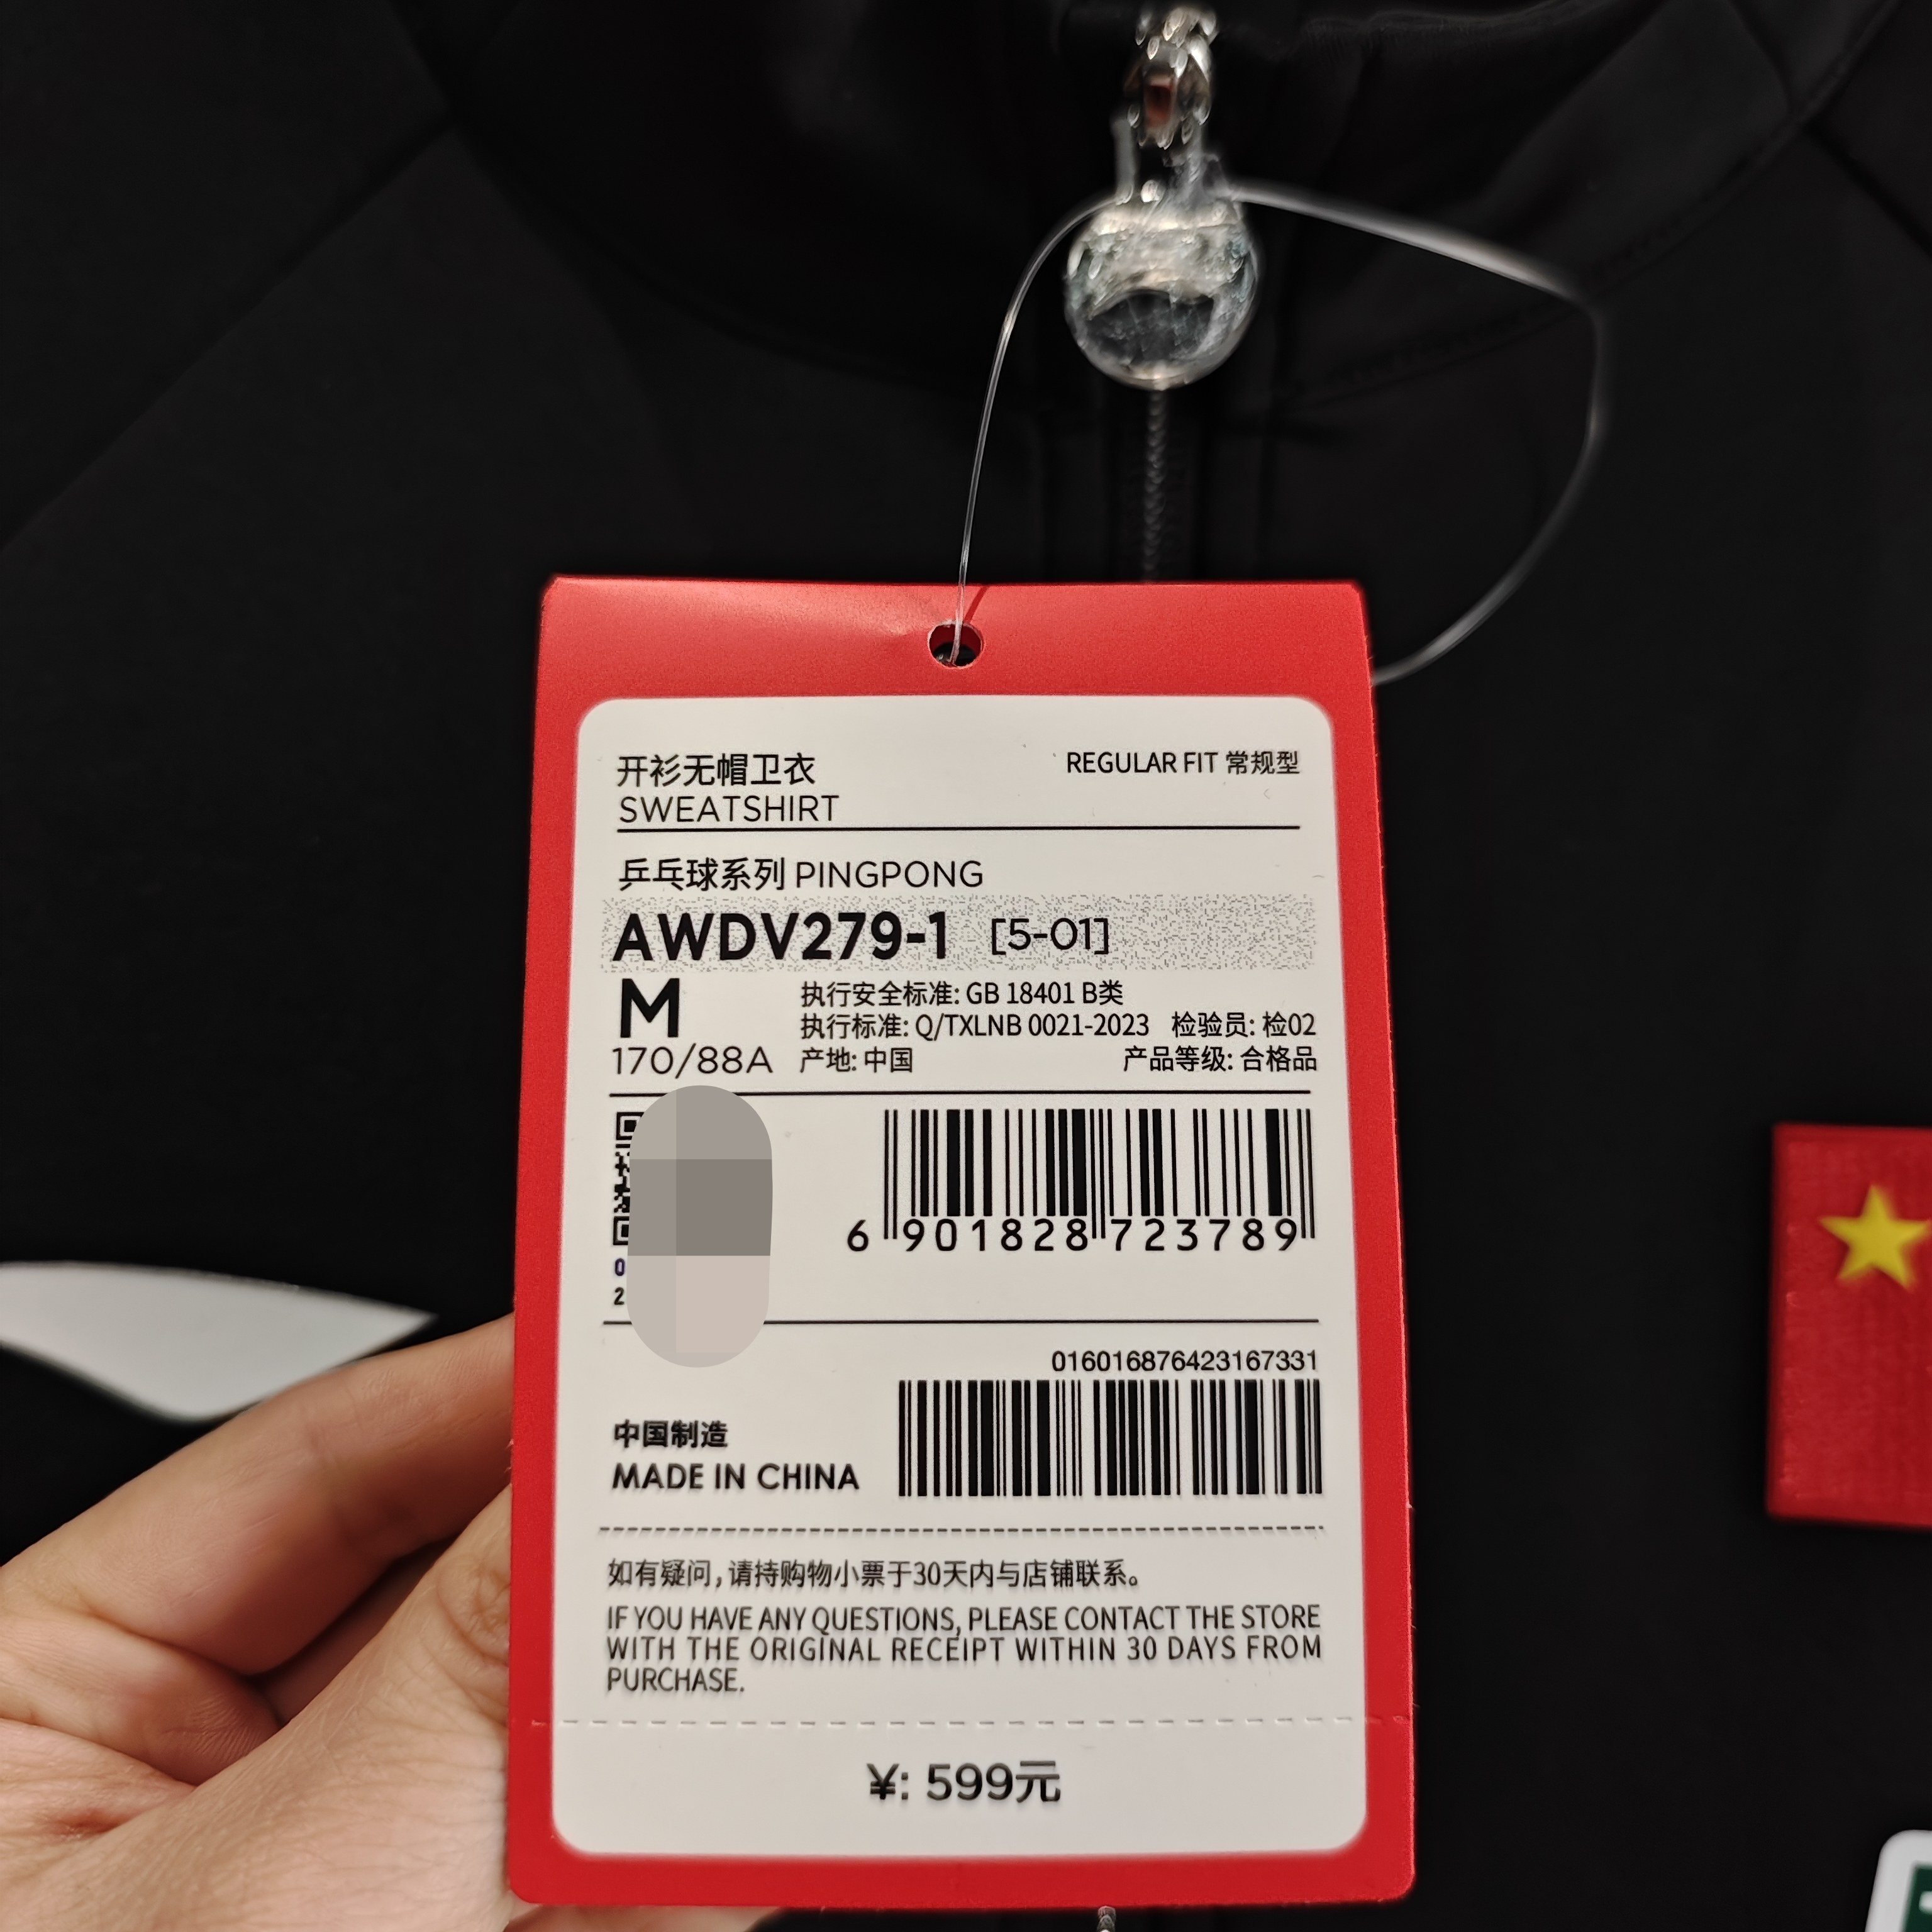 开衫无帽卫衣
REGULAR FIT 常规型
SWEATSHIRT
乒乓球系列 PINGPONG
AWDV279-1 [5-01]
M
170/88A
执行安全标准: GB 18401 B类
执行标准: Q/TXLNB 0021-2023 检验员: 检02
产地: 中国 产品等级: 合格品
6 901828 723789
016016876423167331
中国制造
MADE IN CHINA
如有疑问,请持购物小票于30天内与店铺联系。
IF YOU HAVE ANY QUESTIONS, PLEASE CONTACT THE STORE
WITH THE ORIGINAL RECEIPT WITHIN 30 DAYS FROM
PURCHASE.
¥: 599元